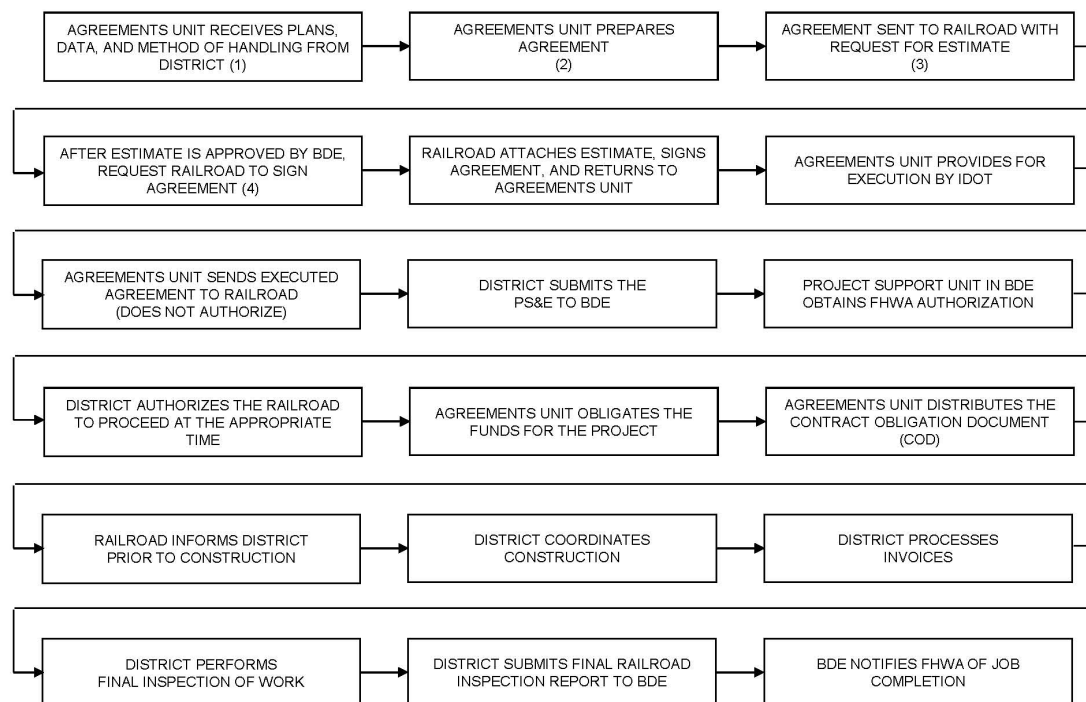 AGREEMENTS UNIT RECEIVES PLANS,
DATA, AND METHOD OF HANDLING FROM
DISTRICT (1)
AGREEMENTS UNIT PREPARES
AGREEMENT
(2)
AGREEMENT SENT TO RAILROAD WITH
REQUEST FOR ESTIMATE
(3)
AFTER ESTIMATE IS APPROVED BY BDE,
REQUEST RAILROAD TO SIGN
AGREEMENT (4)
RAILROAD ATTACHES ESTIMATE, SIGNS
AGREEMENT, AND RETURNS TO
AGREEMENTS UNIT
AGREEMENTS UNIT PROVIDES FOR
EXECUTION BY IDOT
AGREEMENTS UNIT SENDS EXECUTED
AGREEMENT TO RAILROAD
(DOES NOT AUTHORIZE)
DISTRICT SUBMITS THE
PS&E TO BDE
PROJECT SUPPORT UNIT IN BDE
OBTAINS FHWA AUTHORIZATION
DISTRICT AUTHORIZES THE RAILROAD
TO PROCEED AT THE APPROPRIATE
TIME
AGREEMENTS UNIT OBLIGATES THE
FUNDS FOR THE PROJECT
AGREEMENTS UNIT DISTRIBUTES THE
CONTRACT OBLIGATION DOCUMENT
(COD)
RAILROAD INFORMS DISTRICT
PRIOR TO CONSTRUCTION
DISTRICT COORDINATES
CONSTRUCTION
DISTRICT PROCESSES
INVOICES
DISTRICT PERFORMS
FINAL INSPECTION OF WORK
DISTRICT SUBMITS FINAL RAILROAD
INSPECTION REPORT TO BDE
BDE NOTIFIES FHWA OF JOB
COMPLETION